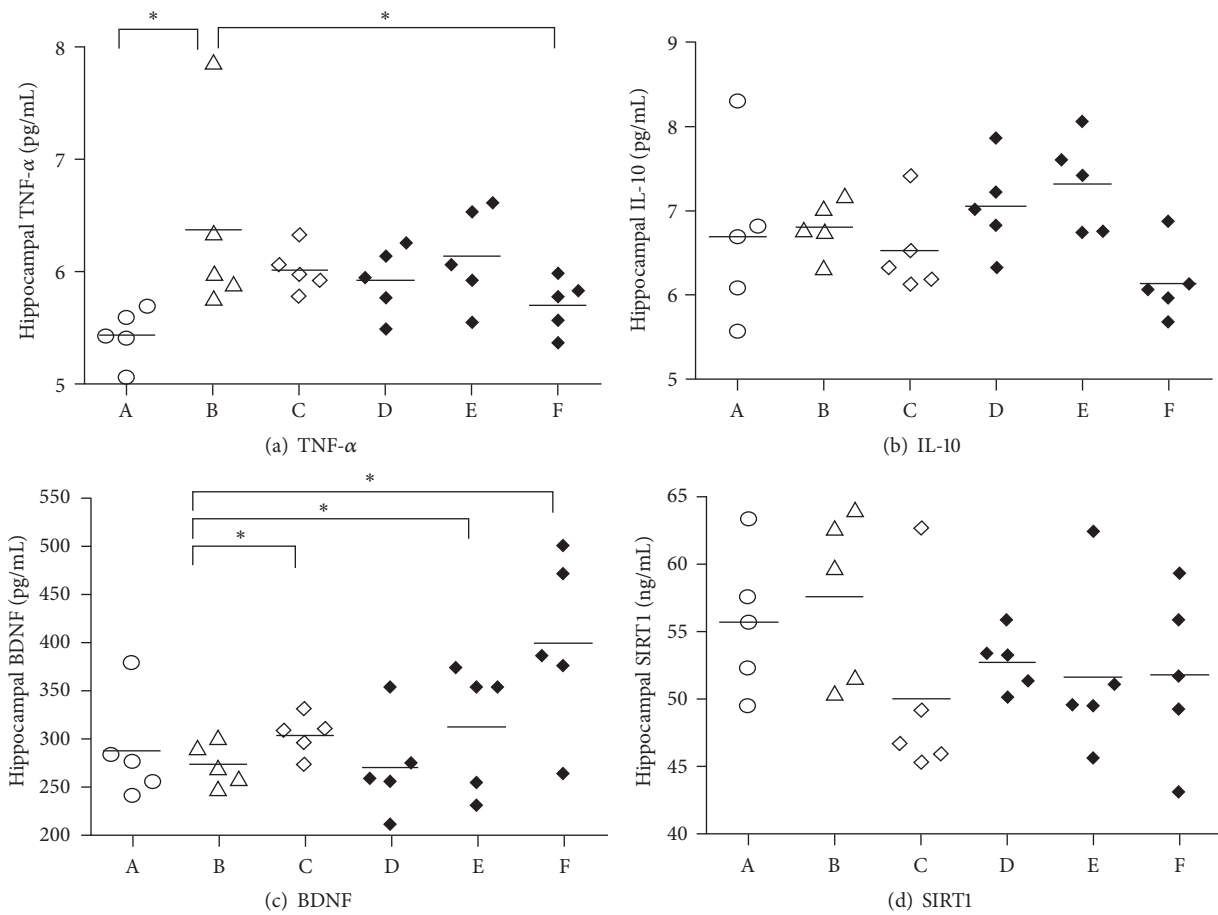 *
*
8
7
6
5
Hippocampal TNF-α (pg/mL)
A B C D E F
(a) TNF-α
9
8
7
6
5
Hippocampal IL-10 (pg/mL)
A B C D E F
(b) IL-10
*
*
*
550
500
450
400
350
300
250
200
Hippocampal BDNF (pg/mL)
A B C D E F
(c) BDNF
65
60
55
50
45
40
Hippocampal SIRT1 (ng/mL)
A B C D E F
(d) SIRT1